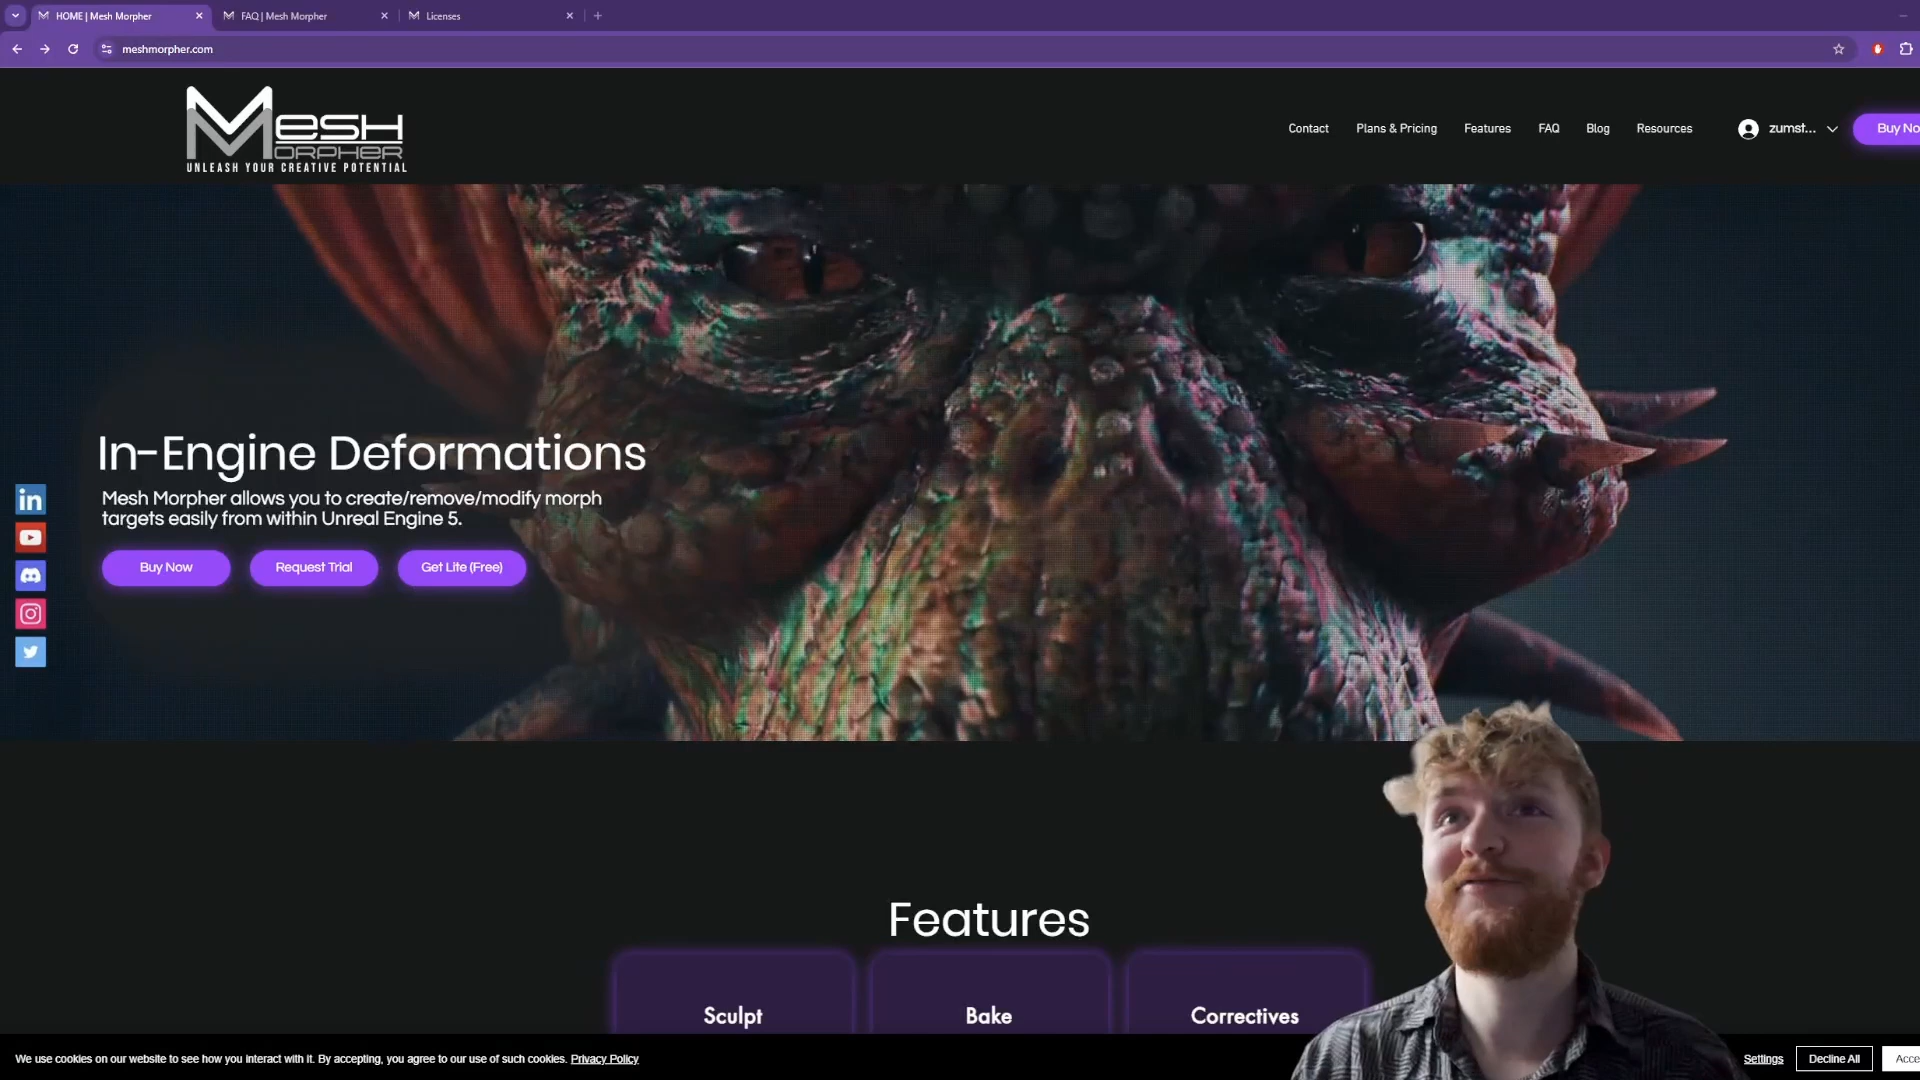 HOME | Mesh Morpher
FAQ | Mesh Morpher
Licenses
meshmorpher.com
MESH
MORPHER
UNLEASH YOUR CREATIVE POTENTIAL
Contact
Plans & Pricing
Features
FAQ
Blog
Resources
zumst...
Buy No
In-Engine Deformations
Mesh Morpher allows you to create/remove/modify morph
targets easily from within Unreal Engine 5.
Buy Now
Request Trial
Get Lite (Free)
Features
Sculpt
Bake
Correctives
We use cookies on our website to see how you interact with it. By accepting, you agree to our use of such cookies. Privacy Policy
Settings
Decline All
Acce